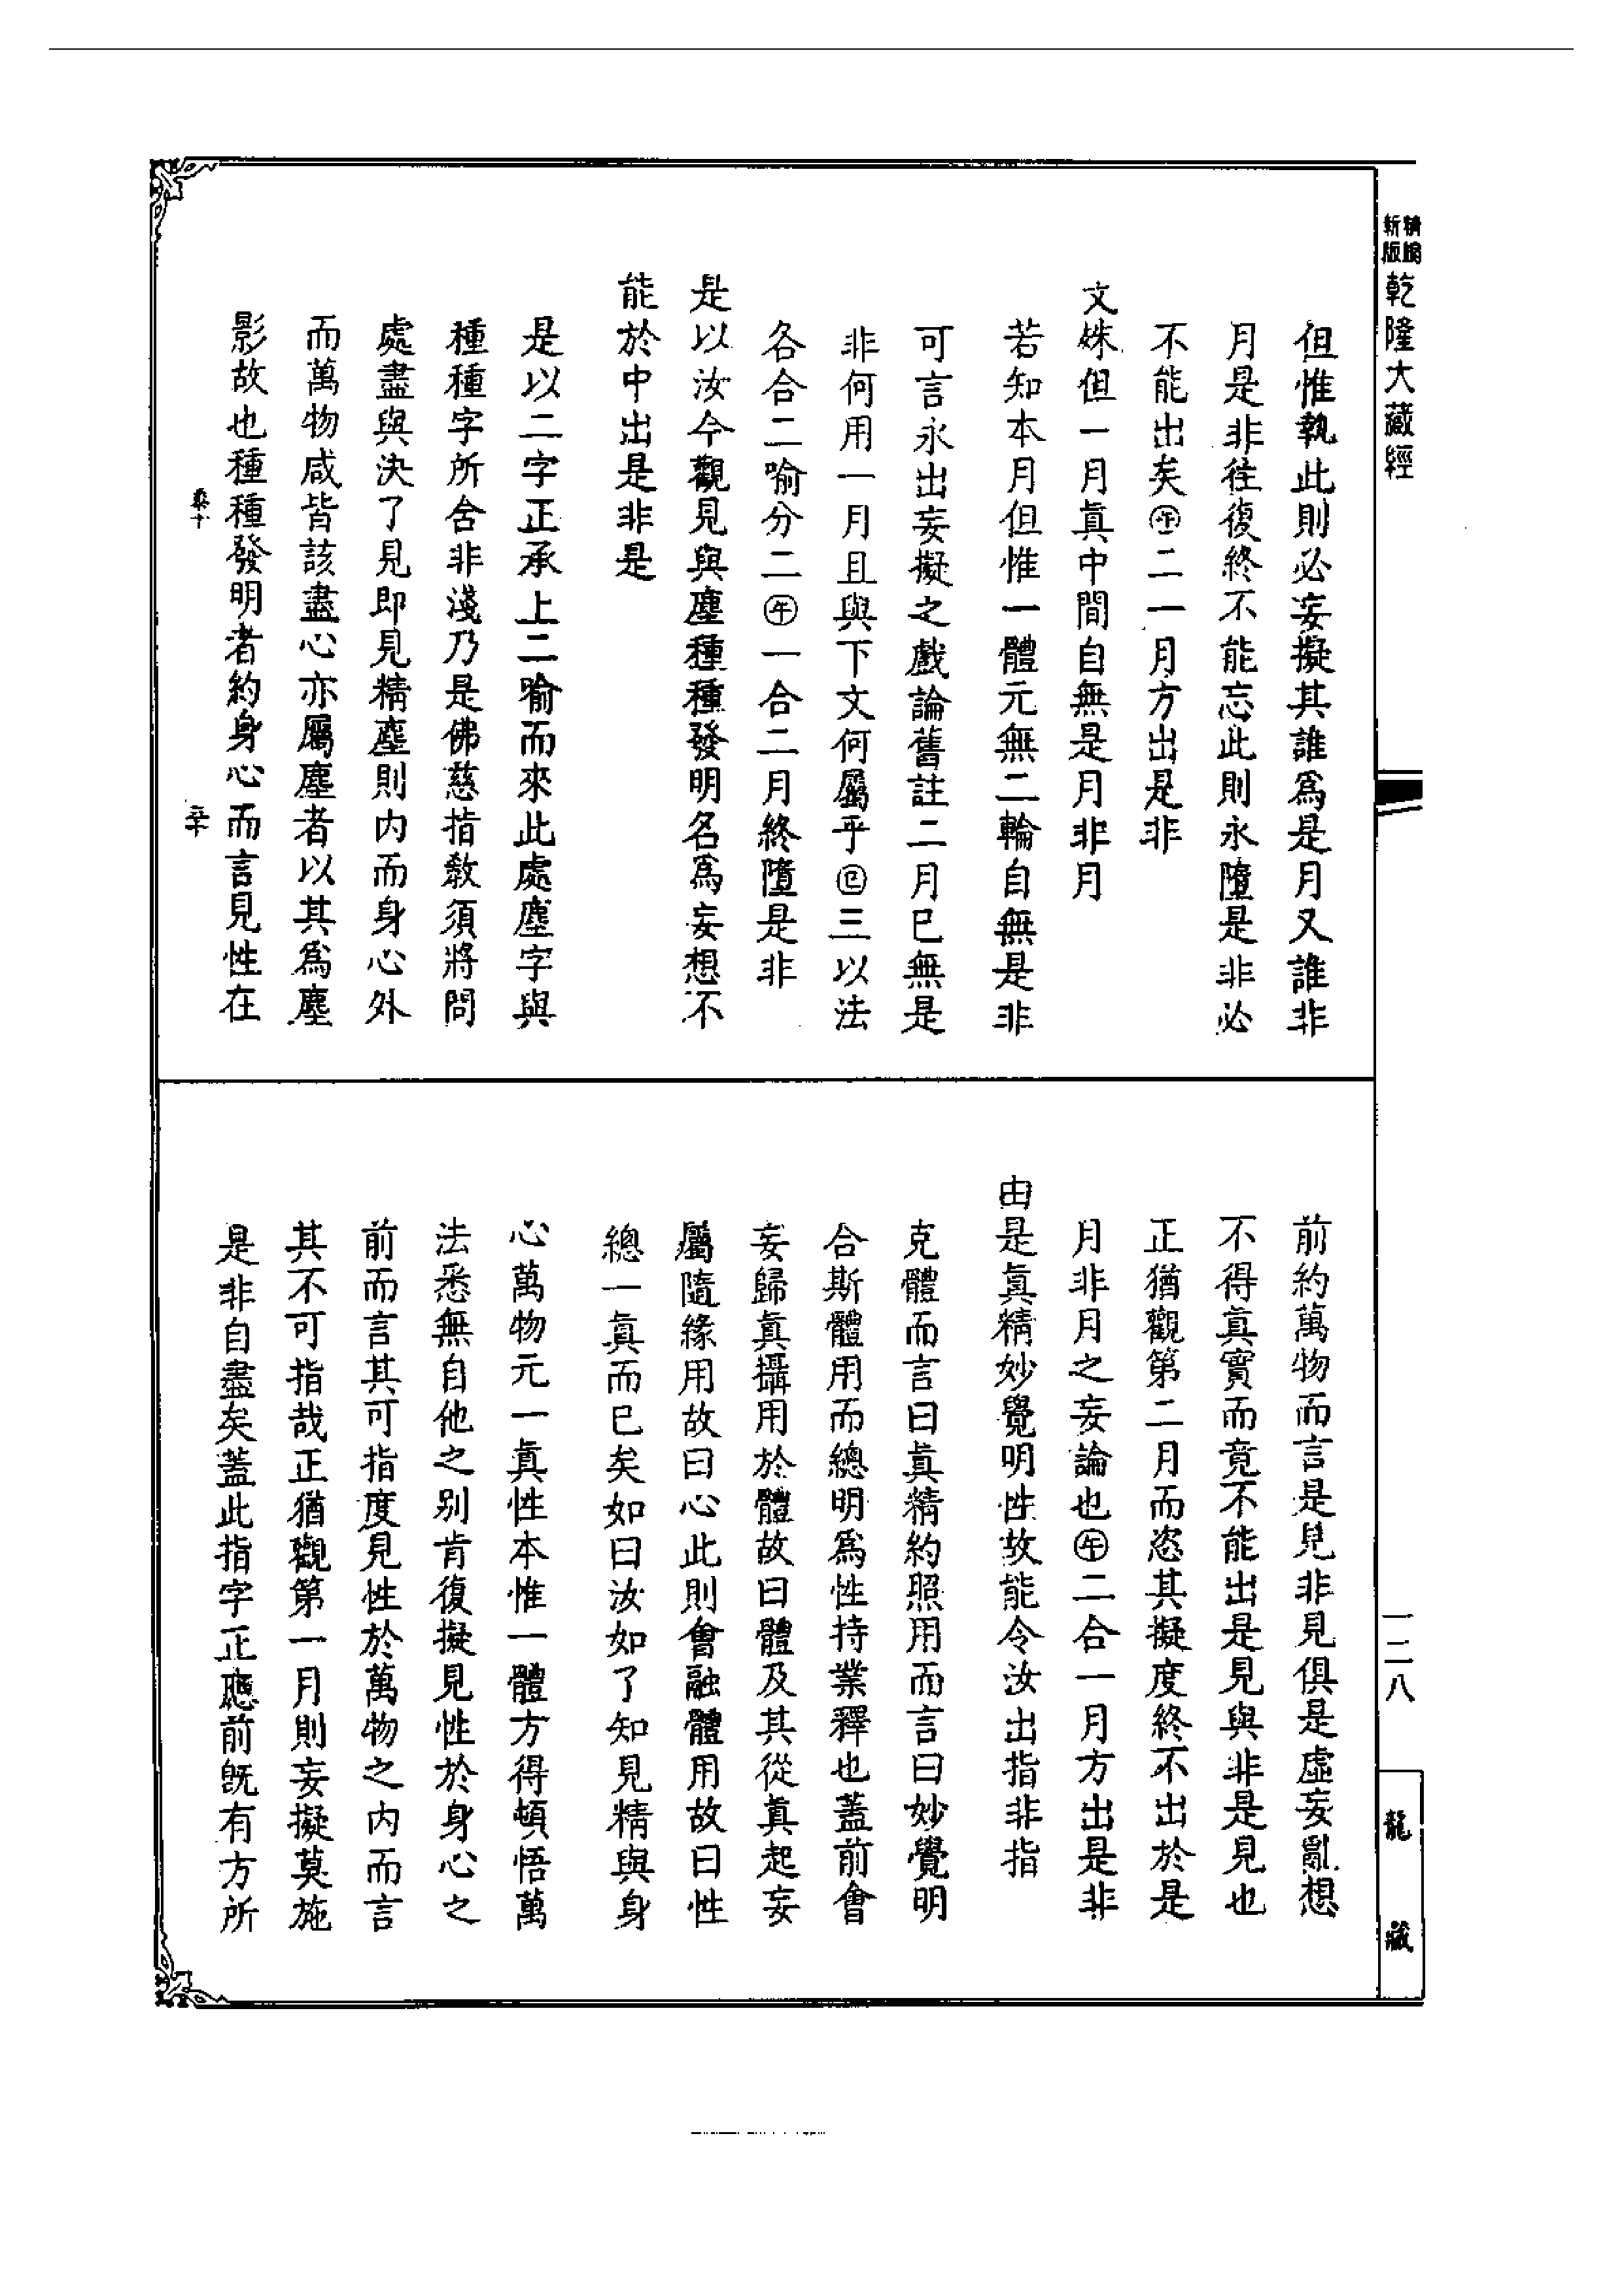 新版精縮乾隆大藏經
但惟執此則必妄擬其誰爲是月又誰非
月是非往復終不能忘此則永墮是非必
不能出矣㊍二一月方出是非
文殊但一月眞中間自無是月非月
若知本月但惟一體元無二輪自無是非
可言永出妄擬之戲論舊註二月已無是
非何用一月且與下文何屬乎㊁三以法
各合二喻分二㊍一合二月終墮是非
是以汝今觀見與塵種種發明名爲妄想不
能於中出是非是
是以二字正承上二喻而來此處塵字與
種種字所含非淺乃是佛慈指教須將問
處盡與決了見即見精塵則内而身心外
而萬物咸皆該盡心亦屬塵者以其爲塵
影故也種種發明者約身心而言見性在
前約萬物而言是見非見俱是虛妄亂想
不得真實而竟不能出是見與非是見也
正猶觀第二月而恣其擬度終不出於是
月非月之妄論也㊍二合一月方出是非
由是眞精妙覺明性故能令汝出指非指
克體而言曰眞精約照用而言曰妙覺明
合斯體用而總明爲性持業釋也蓋前會
妄歸眞攝用於體故曰體及其從眞起妄
屬隨緣用故曰心此則會融體用故曰性
總一真而已矣如曰汝如了知見精與身
心萬物元一眞性本惟一體方得頓悟萬
法悉無自他之別肯復擬見性於身心之
前而言其可指度見性於萬物之内而言
其不可指哉正猶觀第一月則妄擬莫施
是非自盡矣蓋此指字正應前既有方所
一二八
龍藏